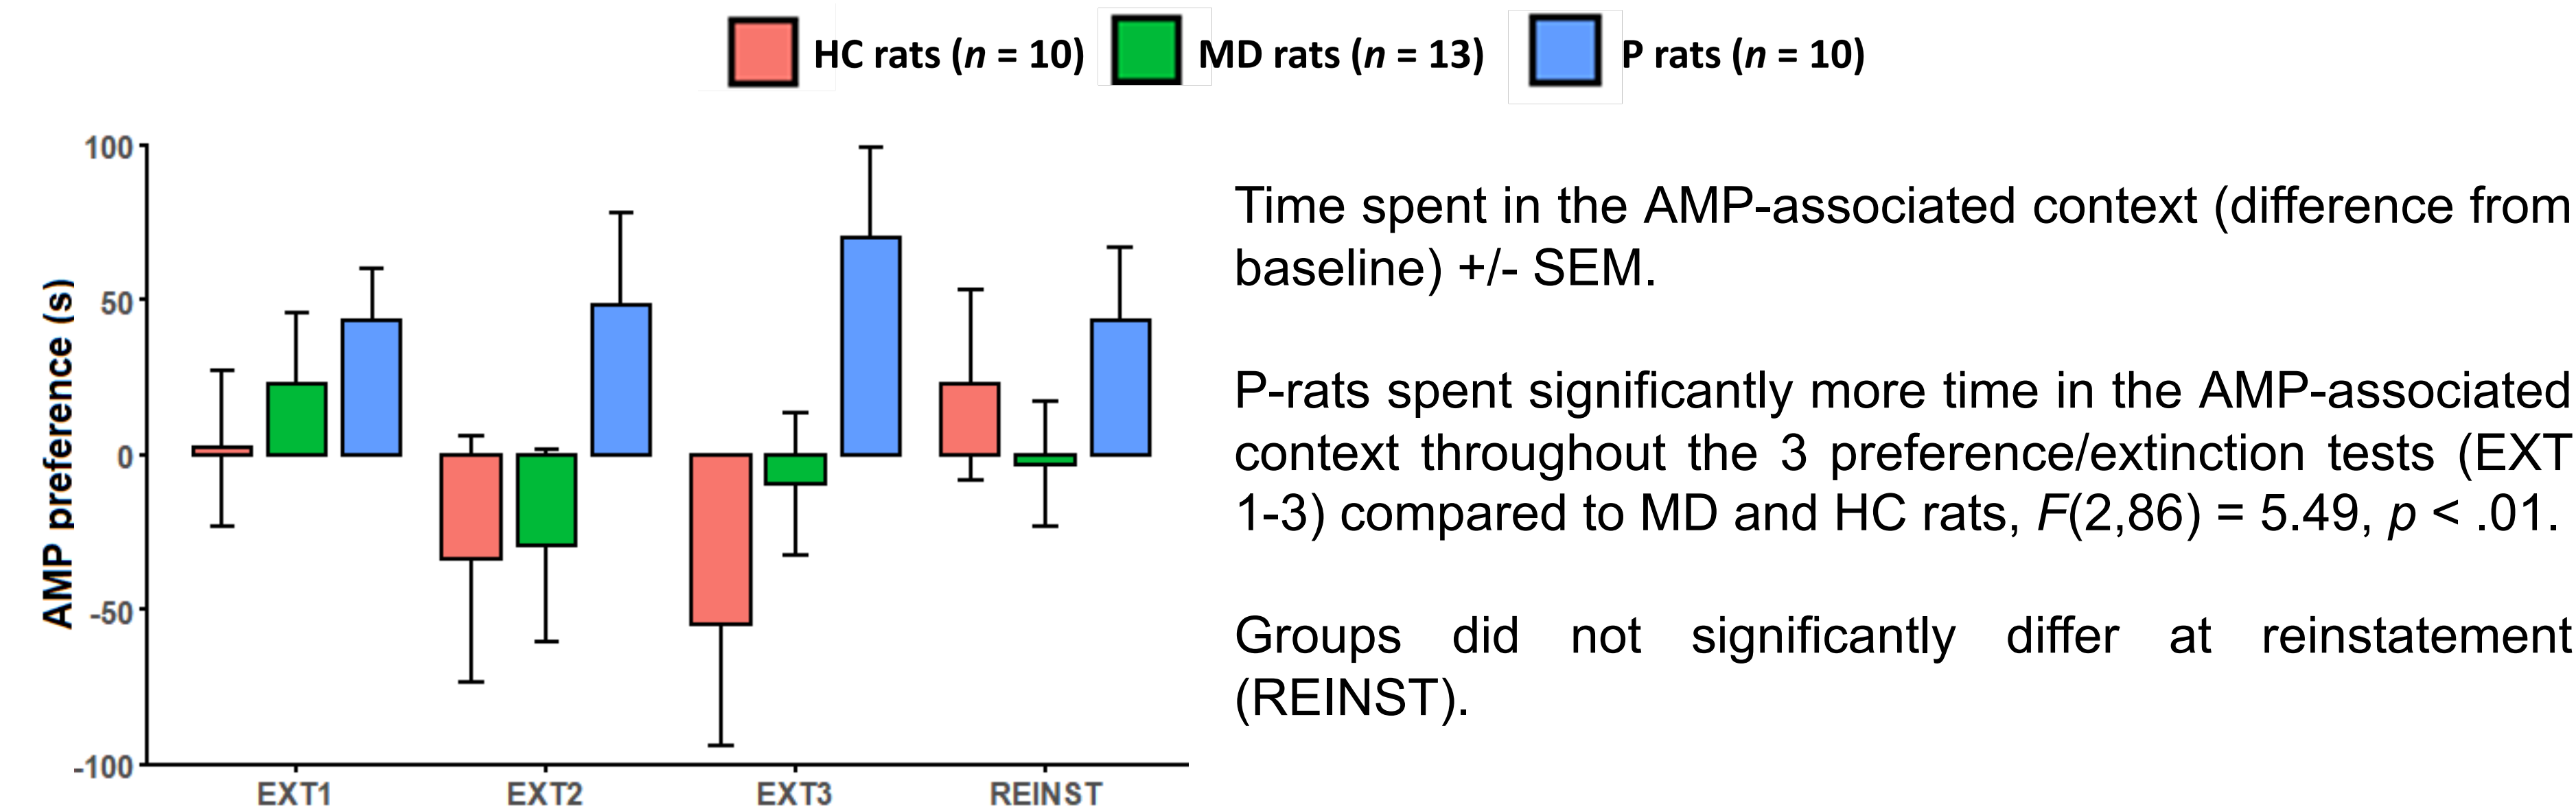 HC rats (n = 10) MD rats (n = 13) P rats (n = 10)
AMP preference (s)
100
50
0
-50
-100
EXT1 EXT2 EXT3 REINST
Time spent in the AMP-associated context (difference from
baseline) +/- SEM.
P-rats spent significantly more time in the AMP-associated
context throughout the 3 preference/extinction tests (EXT
1-3) compared to MD and HC rats, F(2,86) = 5.49, p < .01.
Groups did not significantly differ at reinstatement
(REINST).